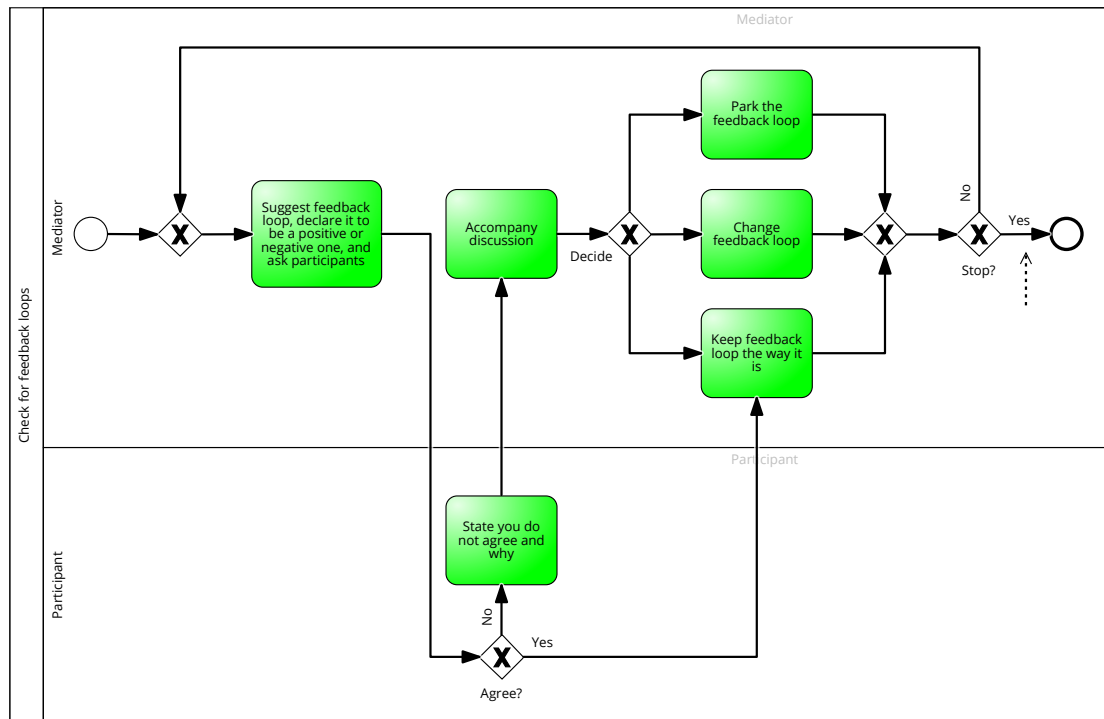 Mediator
Check for feedback loops
Mediator
Suggest feedback
loop, declare it to
be a positive or
negative one, and
ask participants
Accompany
discussion
Decide
Park the
feedback loop
Change
feedback loop
Keep feedback
loop the way it
is
No
Yes
Stop?
Participant
Participant
State you do
not agree and
why
No
Yes
Agree?